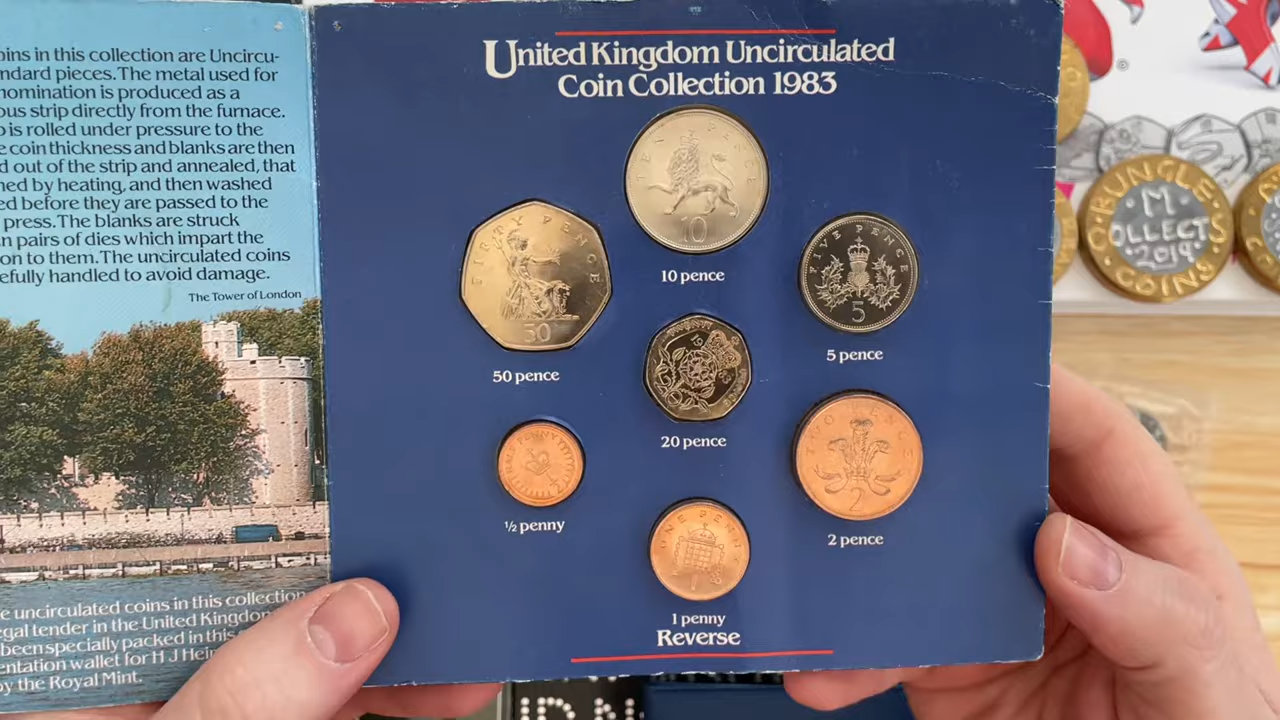 oins in this collection are Uncircu-
ndard pieces. The metal used for
nomination is produced as a
ous strip directly from the furnace.
p is rolled under pressure to the
e coin thickness and blanks are then
d out of the strip and annealed, that
ned by heating, and then washed
ed before they are passed to the
press. The blanks are struck
n pairs of dies which impart the
on to them. The uncirculated coins
efully handled to avoid damage.
The Tower of London
e uncirculated coins in this collection
egal tender in the United Kingdom
been specially packed in this
entation wallet for H J Hein
by the Royal Mint.
United Kingdom Uncirculated
Coin Collection 1983
TEN PENCE
10
10 pence
FIFTY PENCE
50
50 pence
FIVE PENCE
5
5 pence
20 pence
HALF PENNY
½ penny
TWO PENCE
2
2 pence
ONE PENNY
1
1 penny
Reverse
BUNGLES
M
OLLECT
2019
COINS